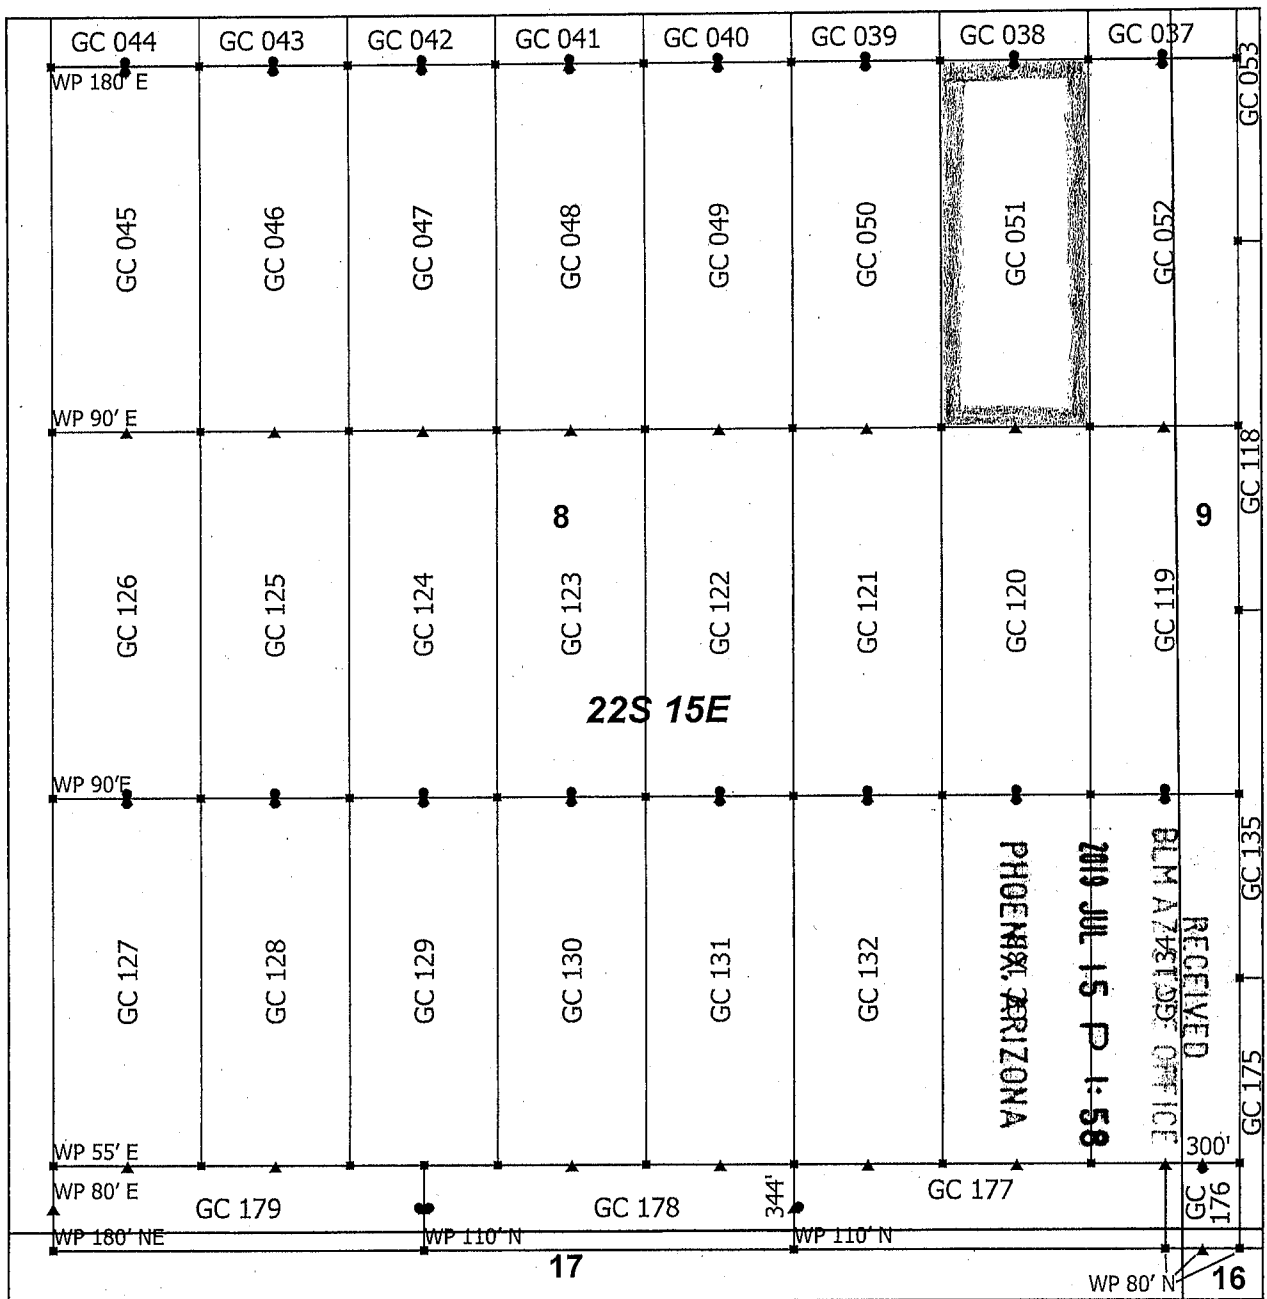 GC 044 GC 043 GC 042 GC 041 GC 040 GC 039 GC 038 GC 037
GC 053
WP 180' E
GC 045 GC 046 GC 047 GC 048 GC 049 GC 050 GC 051 GC 052
WP 90' E
GC 118
8 9
GC 126 GC 125 GC 124 GC 123 GC 122 GC 121 GC 120 GC 119
22S 15E
WP 90'E
GC 135
GC 127 GC 128 GC 129 GC 130 GC 131 GC 132
RECEIVED
BLM AZ STATE OFFICE
2019 JUL 15 P 1:58
PHOENIX, ARIZONA
GC 175
WP 55' E
300'
WP 80' E
GC 179 GC 178 344' GC 177 GC 176
WP 180' NE WP 110' N WP 110' N
17
WP 80' N 16